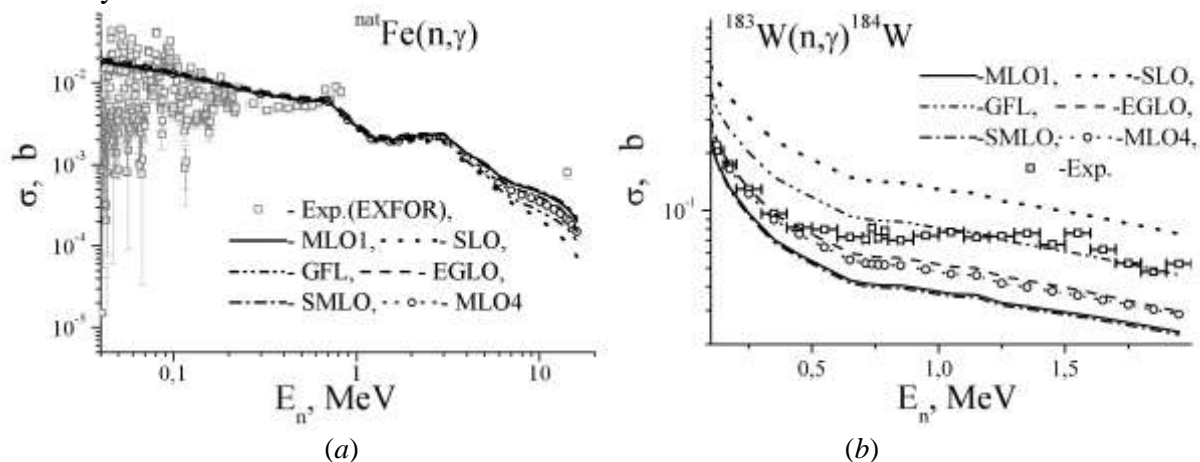 natFe(n,γ)
10⁻²
10⁻³
10⁻⁴
10⁻⁵
σ, b
- Exp.(EXFOR),
- MLO1, - SLO,
- GFL, - EGLO,
- SMLO, - MLO4
0,1 1 10
Eₙ, MeV
(a)
¹⁸³W(n,γ)¹⁸⁴W
-MLO1, -SLO,
-GFL, -EGLO,
-SMLO, -MLO4
-Exp.
10⁻¹
σ, b
0,5 1,0 1,5
Eₙ, MeV
(b)